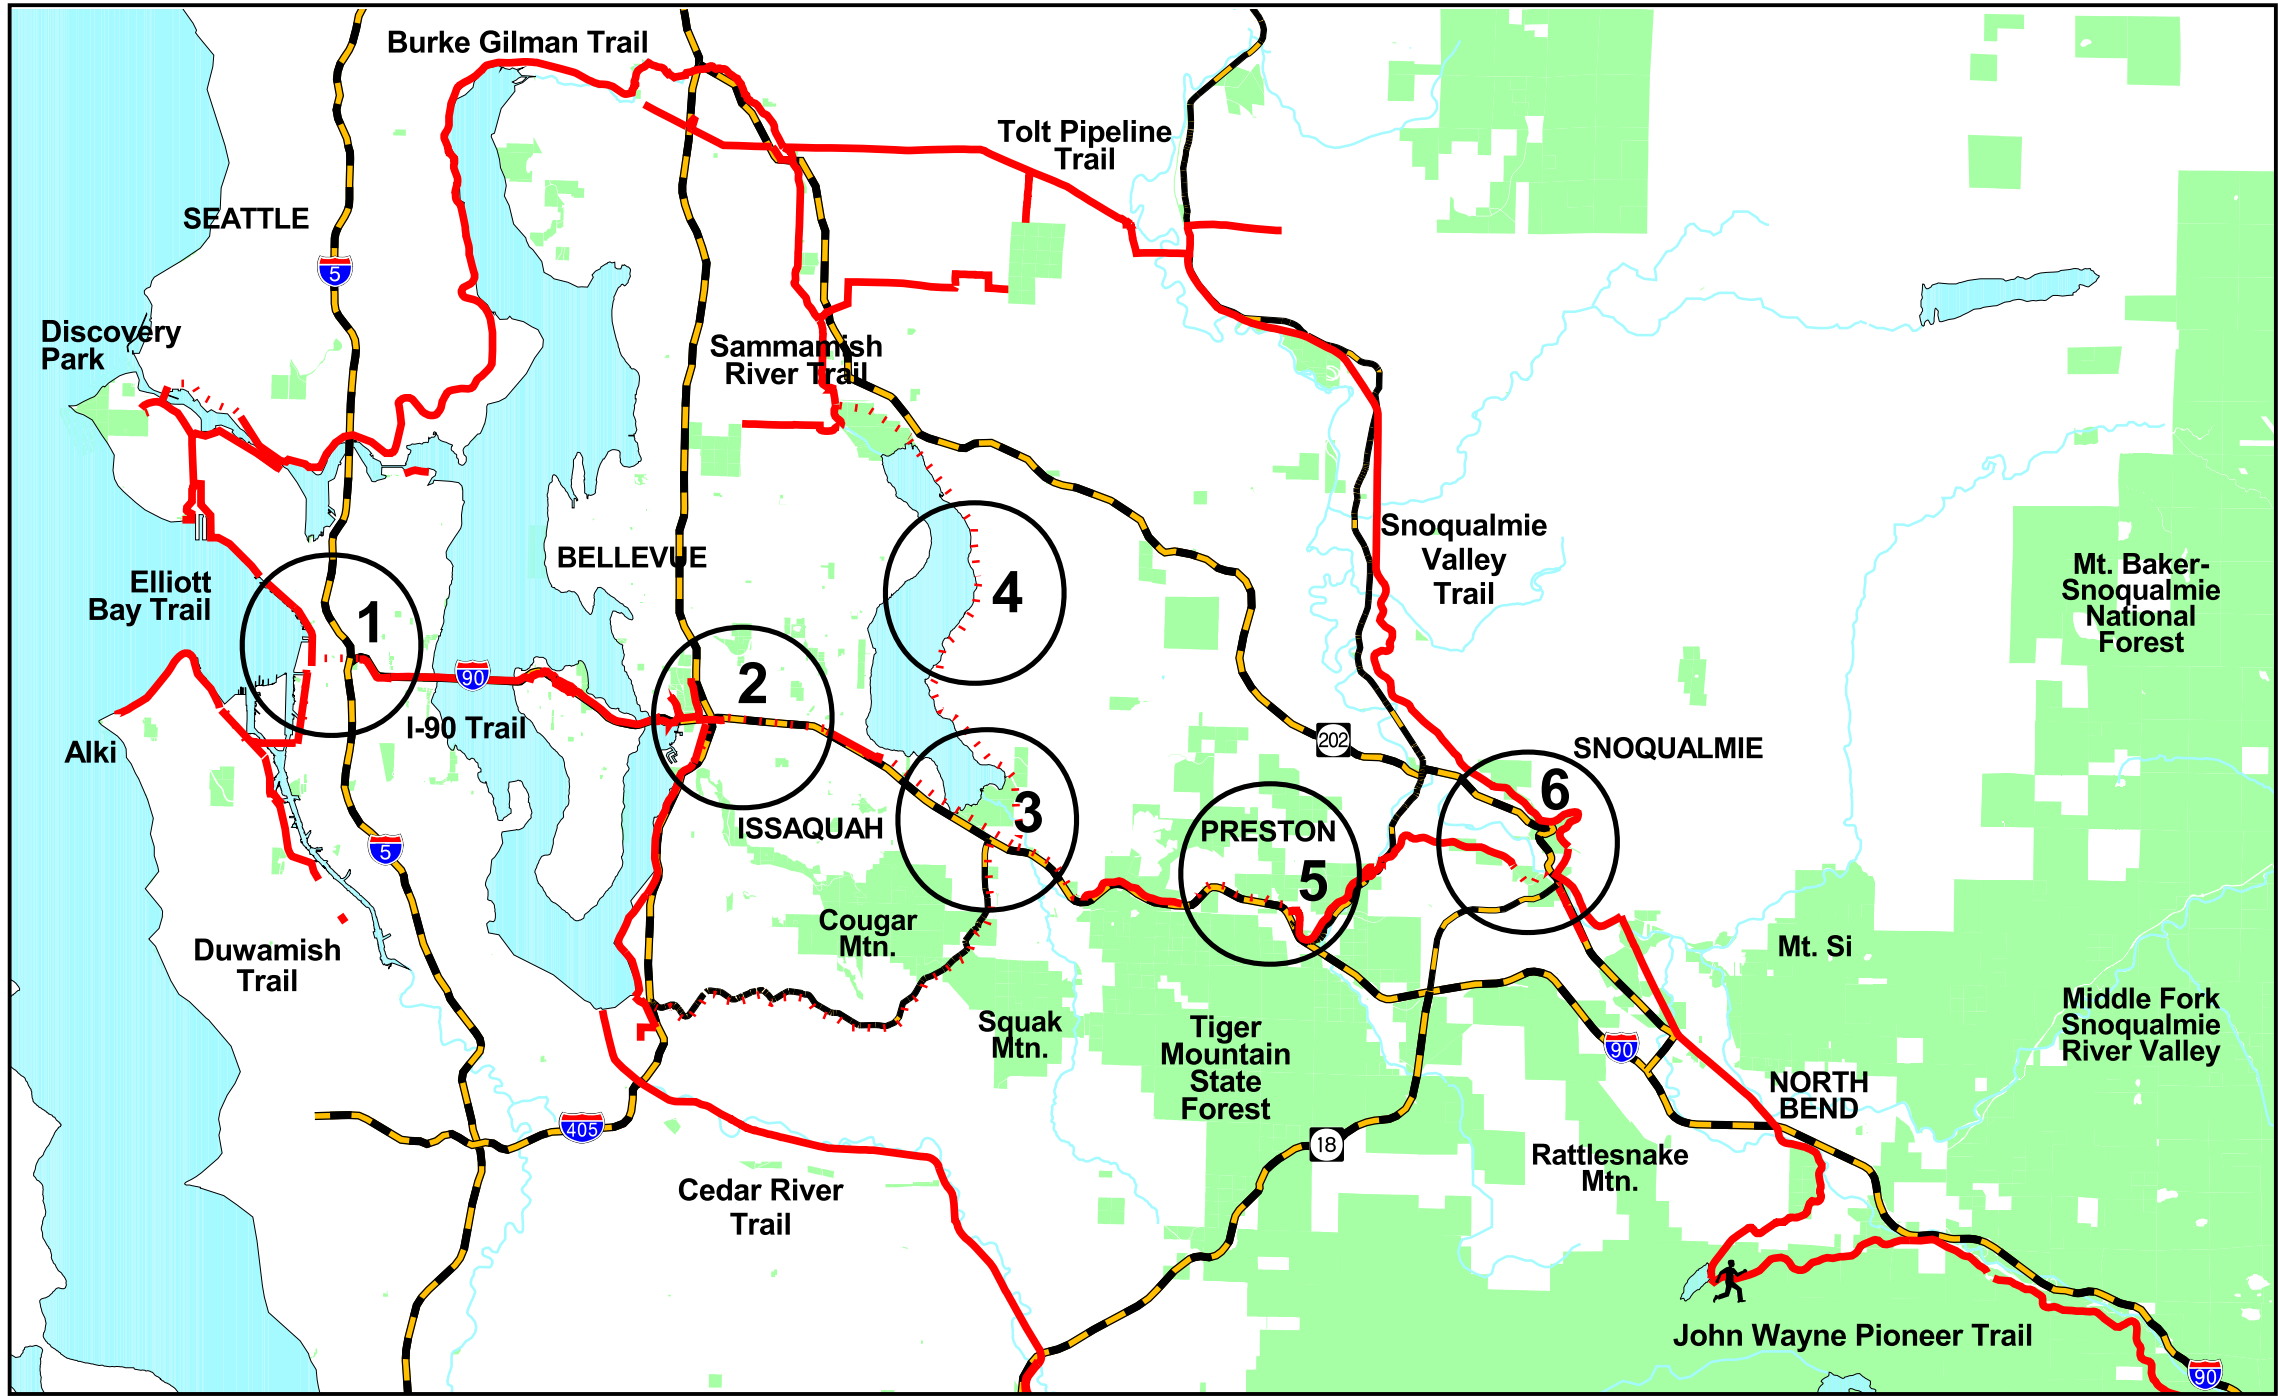 Burke Gilman Trail
Tolt Pipeline
Trail
SEATTLE
5
Discovery
Park
Sammamish
River Trail
Snoqualmie
Valley
Trail
BELLEVUE
Elliott
Bay Trail
1
4
Mt. Baker-
Snoqualmie
National
Forest
90
2
I-90 Trail
Alki
202
SNOQUALMIE
6
3
ISSAQUAH
PRESTON
5
5
Cougar
Mtn.
Duwamish
Trail
Mt. Si
Squak
Mtn.
Tiger
Mountain
State
Forest
Middle Fork
Snoqualmie
River Valley
90
NORTH
BEND
405
18
Rattlesnake
Mtn.
Cedar River
Trail
John Wayne Pioneer Trail
90